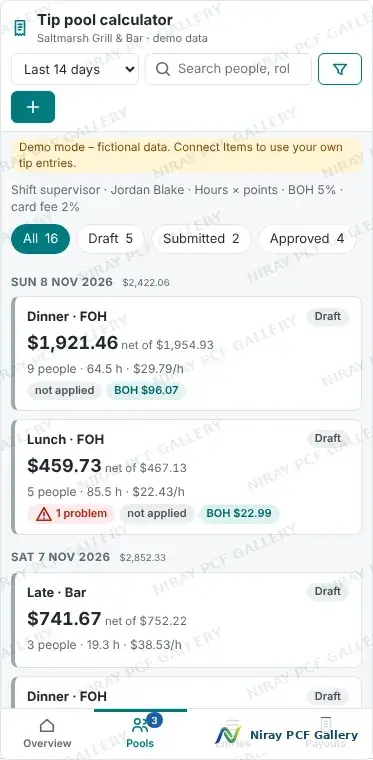 Tip pool calculator
Saltmarsh Grill & Bar · demo data
Last 14 days
Search people, rol
+
Demo mode – fictional data. Connect Items to use your own
tip entries.
Shift supervisor · Jordan Blake · Hours × points · BOH 5% ·
card fee 2%
All 16 Draft 5 Submitted 2 Approved 4
SUN 8 NOV 2026 $2,422.06
Dinner · FOH Draft
$1,921.46 net of $1,954.93
9 people · 64.5 h · $29.79/h
not applied BOH $96.07
Lunch · FOH Draft
$459.73 net of $467.13
5 people · 85.5 h · $22.43/h
1 problem not applied BOH $22.99
SAT 7 NOV 2026 $2,852.33
Late · Bar Draft
$741.67 net of $752.22
3 people · 19.3 h · $38.53/h
Dinner · FOH Draft
3
Overview Pools Entries Payouts
Niray PCF Gallery
NIRAY PCF GALLERY